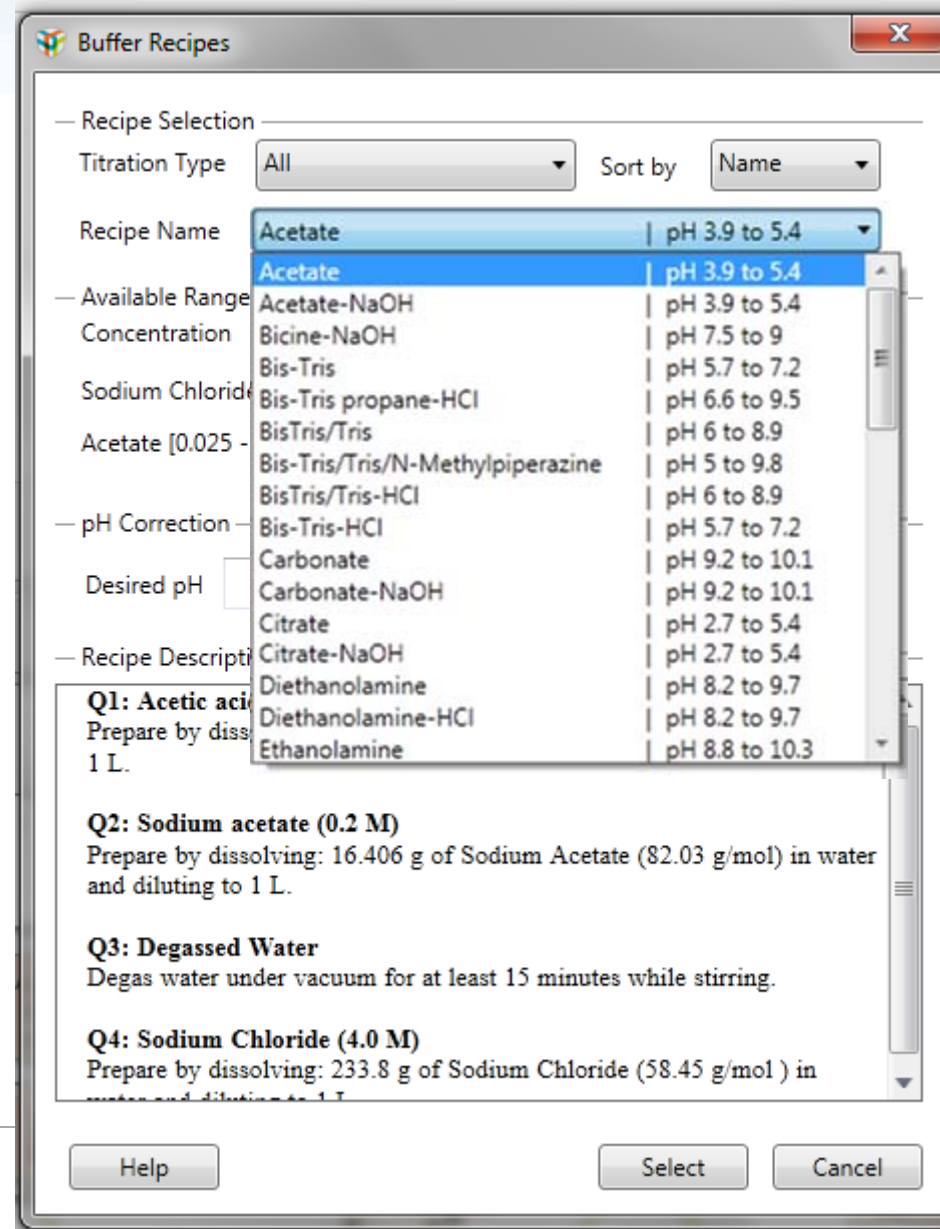 Buffer Recipes
Recipe Selection
Titration Type All Sort by Name
Recipe Name Acetate | pH 3.9 to 5.4
Acetate | pH 3.9 to 5.4
Acetate-NaOH | pH 3.9 to 5.4
Bicine-NaOH | pH 7.5 to 9
Bis-Tris | pH 5.7 to 7.2
Bis-Tris propane-HCl | pH 6.6 to 9.5
BisTris/Tris | pH 6 to 8.9
Bis-Tris/Tris/N-Methylpiperazine | pH 5 to 9.8
BisTris/Tris-HCl | pH 6 to 8.9
Bis-Tris-HCl | pH 5.7 to 7.2
Carbonate | pH 9.2 to 10.1
Carbonate-NaOH | pH 9.2 to 10.1
Citrate | pH 2.7 to 5.4
Citrate-NaOH | pH 2.7 to 5.4
Diethanolamine | pH 8.2 to 9.7
Diethanolamine-HCl | pH 8.2 to 9.7
Ethanolamine | pH 8.8 to 10.3
Available Range
Concentration
Sodium Chlorid
Acetate [0.025 -
pH Correction
Desired pH
Recipe Descripti
Q1: Acetic aci
Prepare by diss
1 L.
Q2: Sodium acetate (0.2 M)
Prepare by dissolving: 16.406 g of Sodium Acetate (82.03 g/mol) in water
and diluting to 1 L.
Q3: Degassed Water
Degas water under vacuum for at least 15 minutes while stirring.
Q4: Sodium Chloride (4.0 M)
Prepare by dissolving: 233.8 g of Sodium Chloride (58.45 g/mol ) in
water and diluting to 1 L
Help Select Cancel